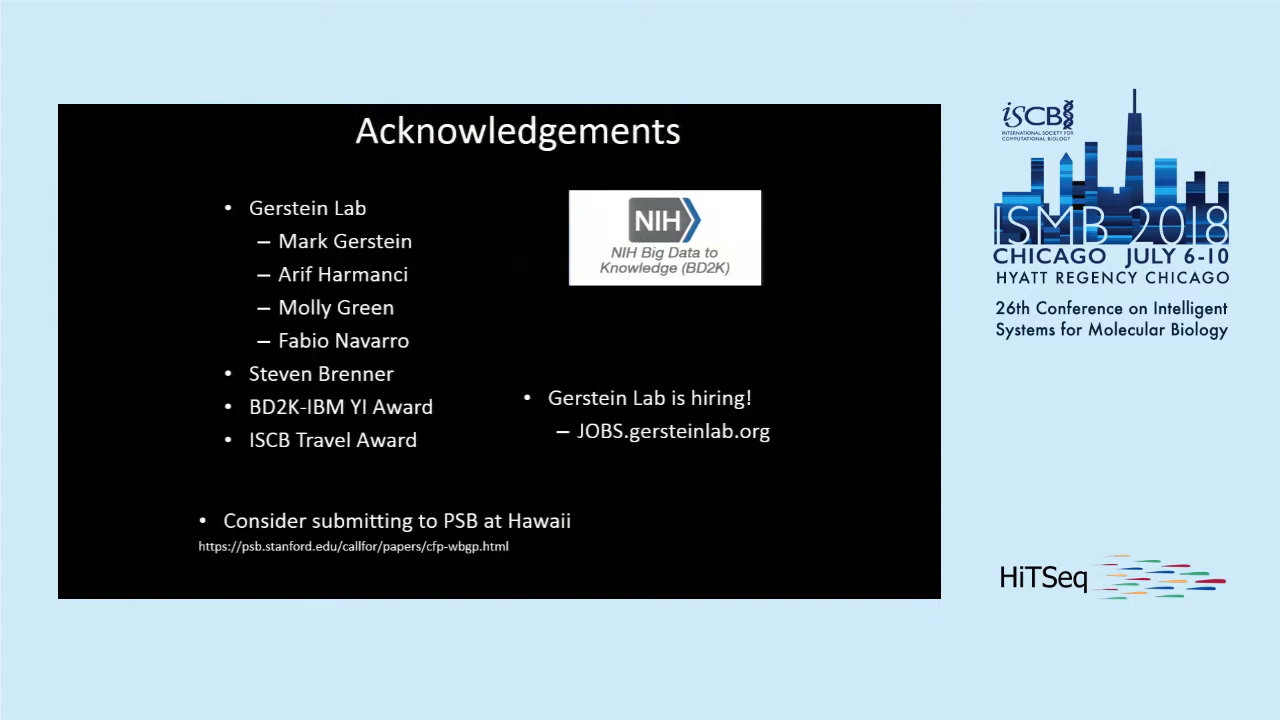 Acknowledgements
• Gerstein Lab
– Mark Gerstein
– Arif Harmanci
– Molly Green
– Fabio Navarro
• Steven Brenner
• BD2K-IBM YI Award
• ISCB Travel Award
NIH
NIH Big Data to
Knowledge (BD2K)
• Gerstein Lab is hiring!
– JOBS.gersteinlab.org
• Consider submitting to PSB at Hawaii
https://psb.stanford.edu/callfor/papers/cfp-wbgp.html
iSCB
INTERNATIONAL SOCIETY FOR
COMPUTATIONAL BIOLOGY
ISMB 2018
CHICAGO JULY 6-10
HYATT REGENCY CHICAGO
26th Conference on Intelligent
Systems for Molecular Biology
HiTSeq